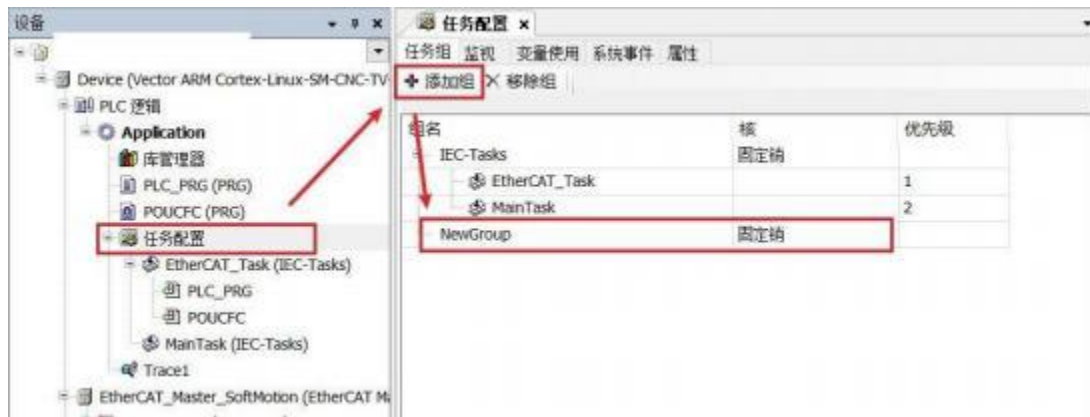 设备
Device (Vector ARM Cortex-Linux-SM-CNC-TV
PLC 逻辑
Application
库管理器
PLC_PRG (PRG)
POUCFC (PRG)
任务配置
EtherCAT_Task (IEC-Tasks)
PLC_PRG
POUCFC
MainTask (IEC-Tasks)
Trace1
EtherCAT_Master_SoftMotion (EtherCAT Ma
任务配置
任务组 监视 变量使用 系统事件 属性
添加组 移除组
组名 核 优先级
IEC-Tasks 固定销
EtherCAT_Task 1
MainTask 2
NewGroup 固定销